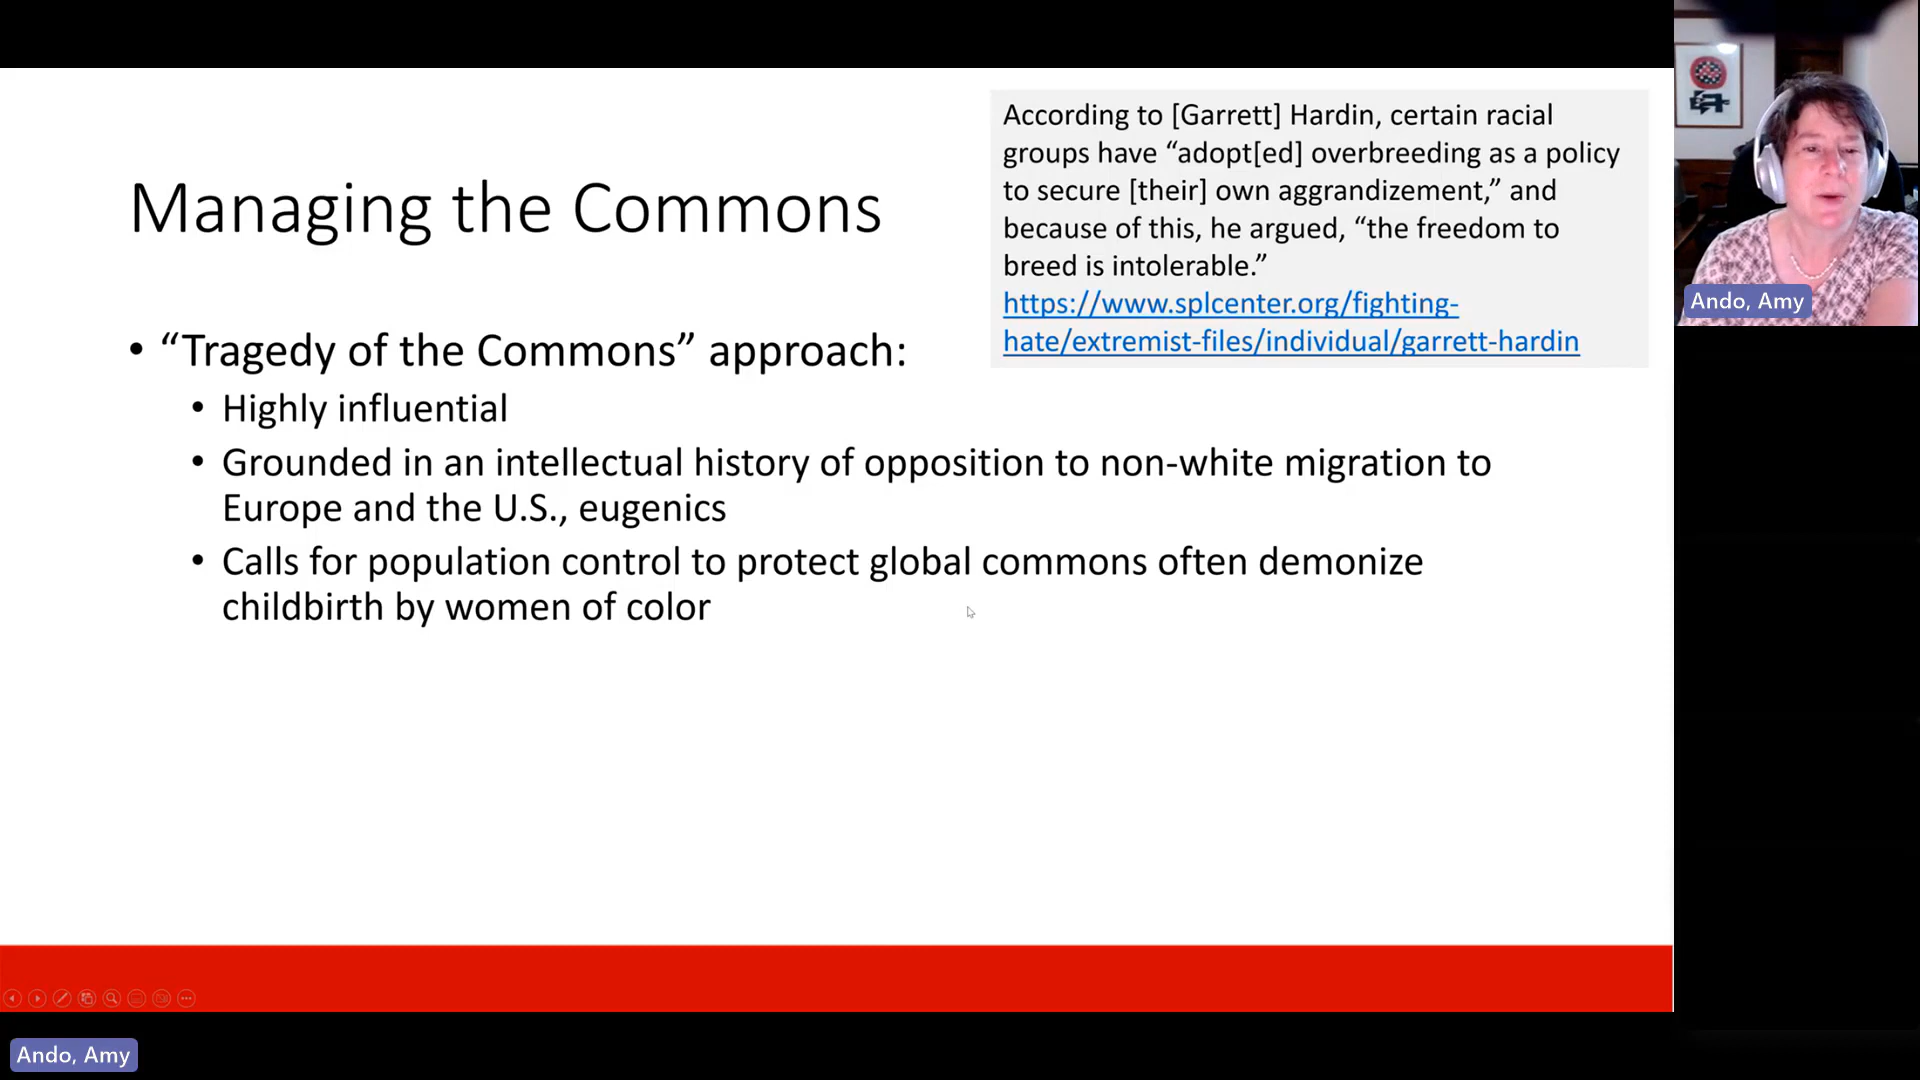 Managing the Commons
According to [Garrett] Hardin, certain racial
groups have “adopt[ed] overbreeding as a policy
to secure [their] own aggrandizement,” and
because of this, he argued, “the freedom to
breed is intolerable.”
https://www.splcenter.org/fighting-
hate/extremist-files/individual/garrett-hardin
• “Tragedy of the Commons” approach:
• Highly influential
• Grounded in an intellectual history of opposition to non-white migration to
Europe and the U.S., eugenics
• Calls for population control to protect global commons often demonize
childbirth by women of color
Ando, Amy
Ando, Amy